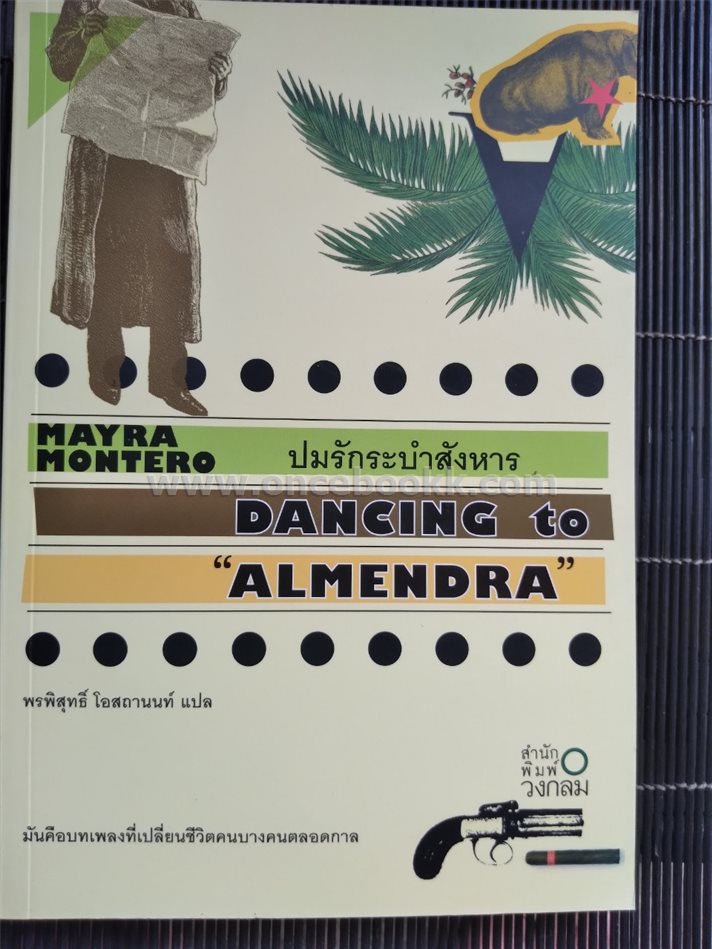 MAYRA
MONTERO
ปมรักระบำสังหาร
www.oncebookk.com
DANCING to
“ALMENDRA”
พรพิสุทธิ์ โอสถานนท์ แปล
สำนัก
พิมพ์
วงกลม
มันคือบทเพลงที่เปลี่ยนชีวิตคนบางคนตลอดกาล